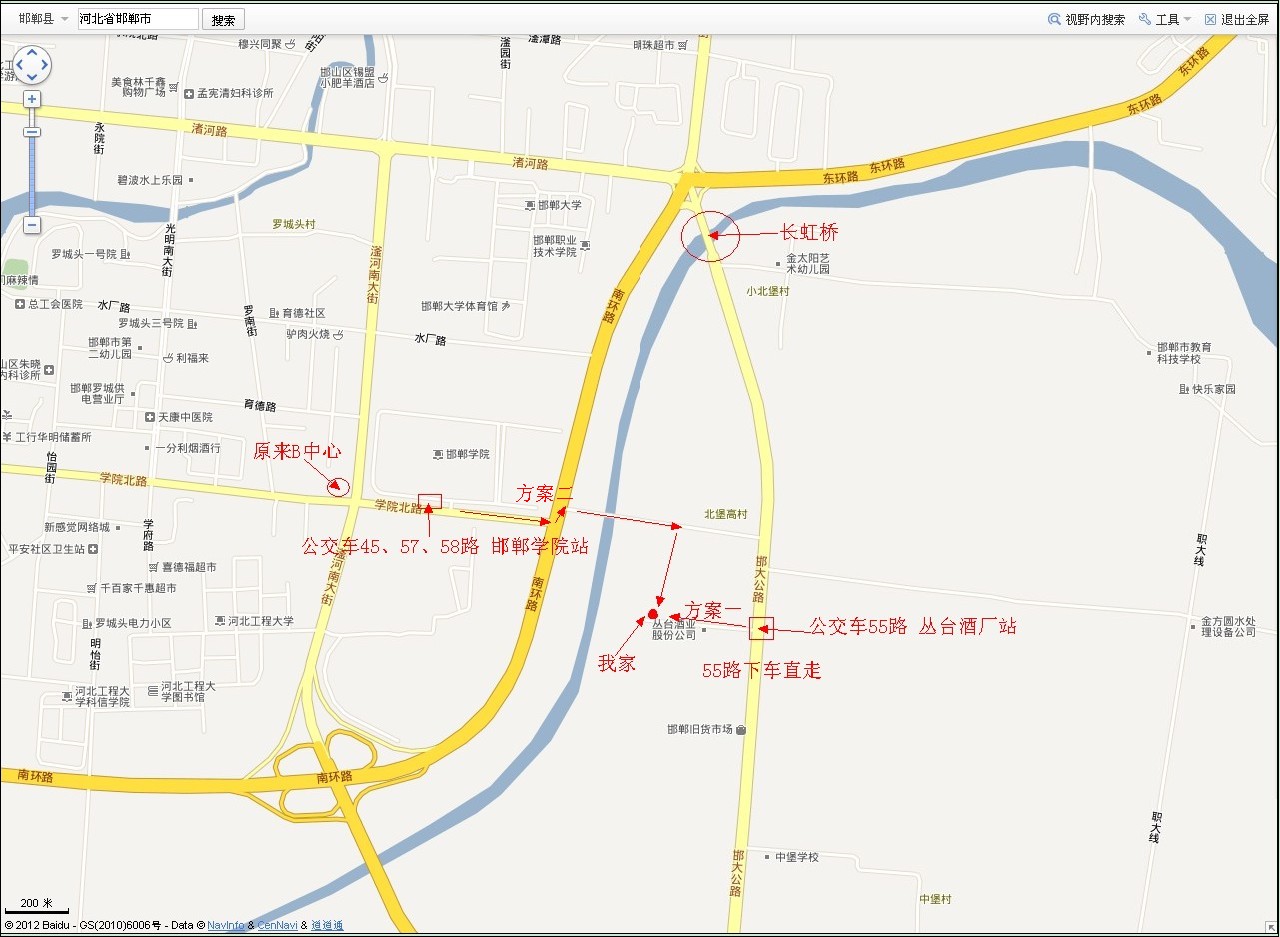 邯郸县
河北省邯郸市
搜索
视野内搜索
工具
退出全屏
穆兴同聚
滏园街
滏漳路
明珠超市
东环路
美食林千鑫
购物广场
孟宪清妇科诊所
邯山区锡盟
小肥羊酒店
东环路
永院街
渚河路
渚河路
东环路
东环路
碧波水上乐园
邯郸大学
罗城头村
长虹桥
光明南大街
罗城头一号院
滏河南大街
邯郸职业
技术学院
金太阳艺
术幼儿园
麻辣情
小北堡村
总工会医院
水厂路
罗南街
育德社区
邯郸大学体育馆
南环路
罗城头三号院
驴肉火烧
水厂路
邯郸市第
二幼儿园
利福来
邯郸市教育
科技学校
山区朱晓
内科诊所
邯郸罗城供
电营业厅
快乐家园
育德路
天康中医院
工行华明储蓄所
一分利烟酒行
原来B中心
邯郸学院
怡园街
学院北路
方案二
学院北路
北堡高村
新感觉网络城
学府路
平安社区卫生站
公交车45、57、58路 邯郸学院站
职大线
喜德福超市
滏河南大街
邯大公路
千百家千惠超市
南环路
方案一
罗城头电力小区
河北工程大学
丛台酒业
股份公司
公交车55路 丛台酒厂站
金方圆水处
理设备公司
明怡街
我家
55路下车直走
河北工程大
学科信学院
河北工程大
学图书馆
邯郸旧货市场
南环路
南环路
职大线
邯大公路
中堡学校
中堡村
200 米
© 2012 Baidu - GS(2010)6006号 - Data © NavInfo & CenNavi & 道道通